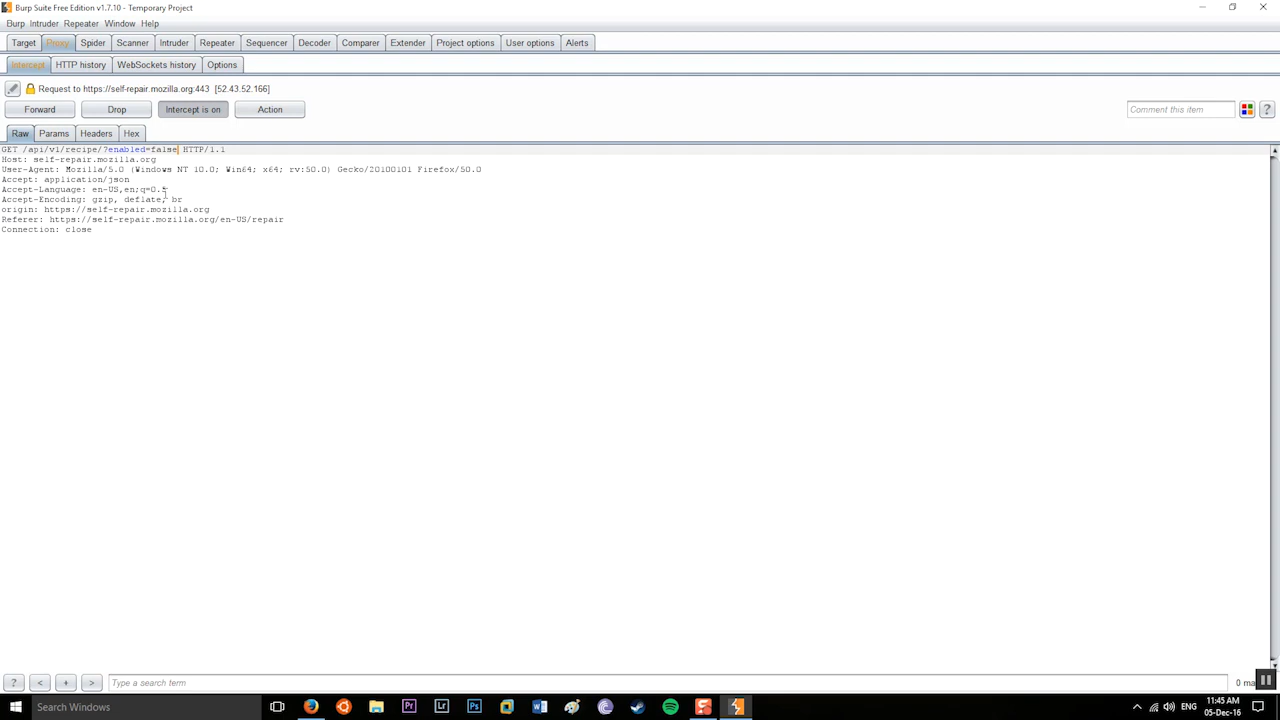 Burp Suite Free Edition v1.7.10 - Temporary Project
Burp Intruder Repeater Window Help
Target Proxy Spider Scanner Intruder Repeater Sequencer Decoder Comparer Extender Project options User options Alerts
Intercept HTTP history WebSockets history Options
Request to https://self-repair.mozilla.org:443 [52.43.52.166]
Forward Drop Intercept is on Action Comment this item ?
Raw Params Headers Hex
GET /api/v1/recipe/?enabled=false HTTP/1.1
Host: self-repair.mozilla.org
User-Agent: Mozilla/5.0 (Windows NT 10.0; Win64; x64; rv:50.0) Gecko/20100101 Firefox/50.0
Accept: application/json
Accept-Language: en-US,en;q=0.5
Accept-Encoding: gzip, deflate, br
origin: https://self-repair.mozilla.org
Referer: https://self-repair.mozilla.org/en-US/repair
Connection: close
? < + > Type a search term 0
Search Windows Pr Lr Ps ENG 11:45 AM
05-Dec-16